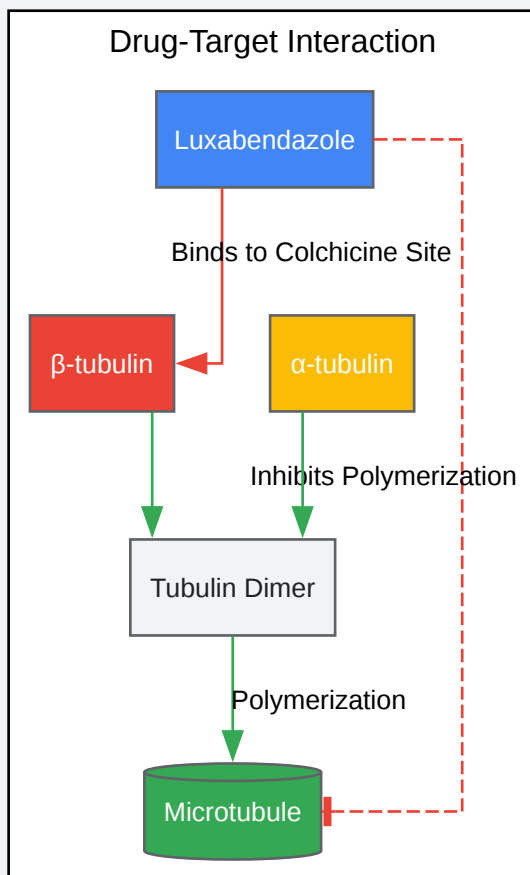 Drug-Target Interaction
Luxabendazole
Binds to Colchicine Site
β-tubulin
α-tubulin
Inhibits Polymerization
Tubulin Dimer
Polymerization
Microtubule